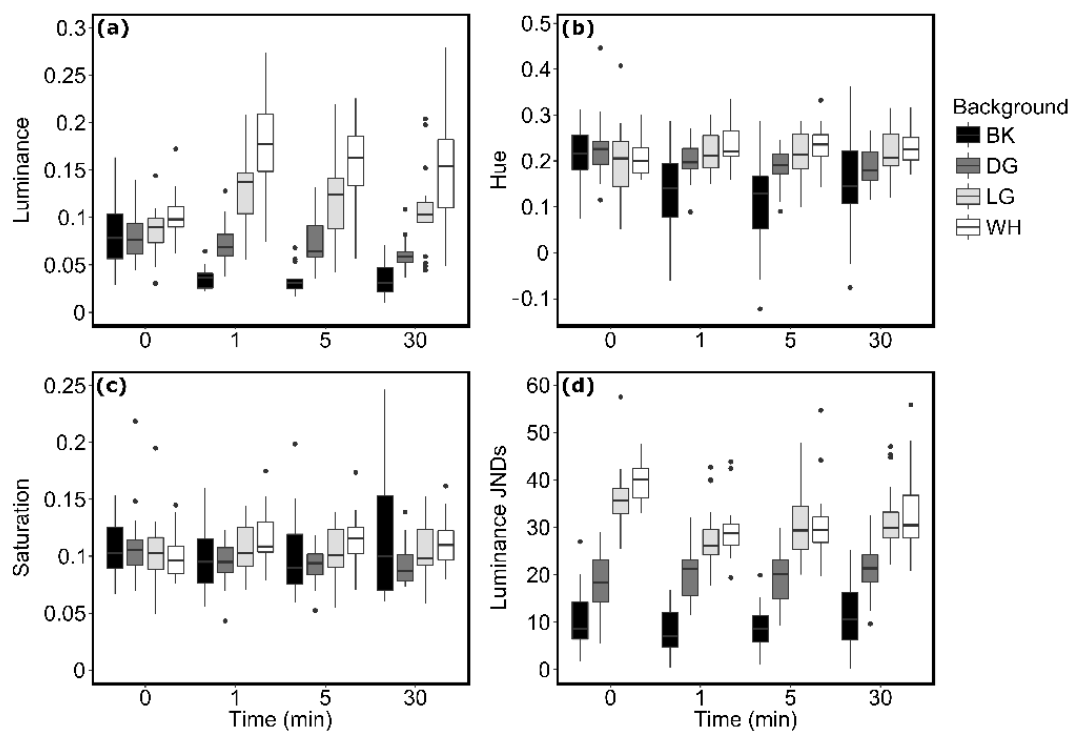 (a)
Luminance
0.3
0.25
0.2
0.15
0.1
0.05
0
0 1 5 30
(b)
Hue
0.5
0.4
0.3
0.2
0.1
0
-0.1
0 1 5 30
Background
BK
DG
LG
WH
(c)
Saturation
0.25
0.2
0.15
0.1
0.05
0
0 1 5 30
Time (min)
(d)
Luminance JNDs
60
50
40
30
20
10
0
0 1 5 30
Time (min)